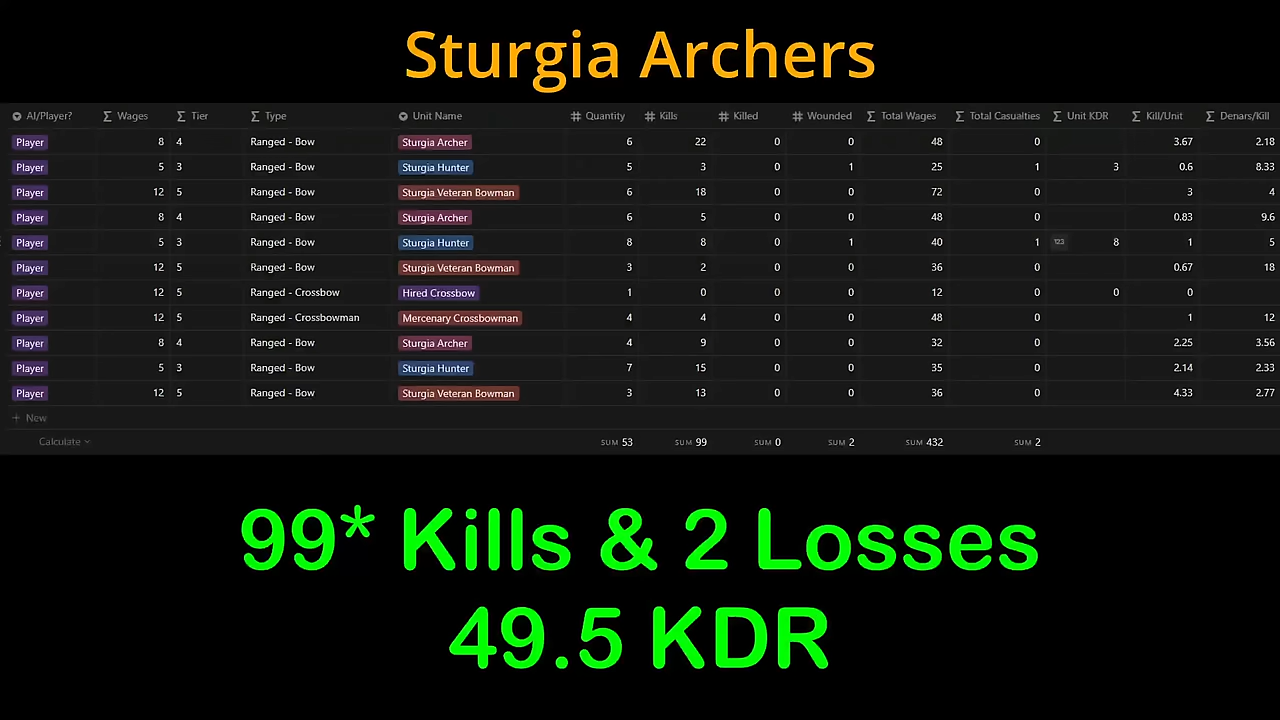 Sturgia Archers
AI/Player? Wages Tier Type Unit Name Quantity Kills Killed Wounded Total Wages Total Casualties Unit KDR Kill/Unit Denars/Kill
Player 8 4 Ranged - Bow Sturgia Archer 6 22 0 0 48 0 3.67 2.18
Player 5 3 Ranged - Bow Sturgia Hunter 5 3 0 1 25 1 3 0.6 8.33
Player 12 5 Ranged - Bow Sturgia Veteran Bowman 6 18 0 0 72 0 3 4
Player 8 4 Ranged - Bow Sturgia Archer 6 5 0 0 48 0 0.83 9.6
Player 5 3 Ranged - Bow Sturgia Hunter 8 8 0 1 40 1 123 8 1 5
Player 12 5 Ranged - Bow Sturgia Veteran Bowman 3 2 0 0 36 0 0.67 18
Player 12 5 Ranged - Crossbow Hired Crossbow 1 0 0 0 12 0 0 0
Player 12 5 Ranged - Crossbowman Mercenary Crossbowman 4 4 0 0 48 0 1 12
Player 8 4 Ranged - Bow Sturgia Archer 4 9 0 0 32 0 2.25 3.56
Player 5 3 Ranged - Bow Sturgia Hunter 7 15 0 0 35 0 2.14 2.33
Player 12 5 Ranged - Bow Sturgia Veteran Bowman 3 13 0 0 36 0 4.33 2.77
+ New
Calculate SUM 53 SUM 99 SUM 0 SUM 2 SUM 432 SUM 2
99* Kills & 2 Losses
49.5 KDR